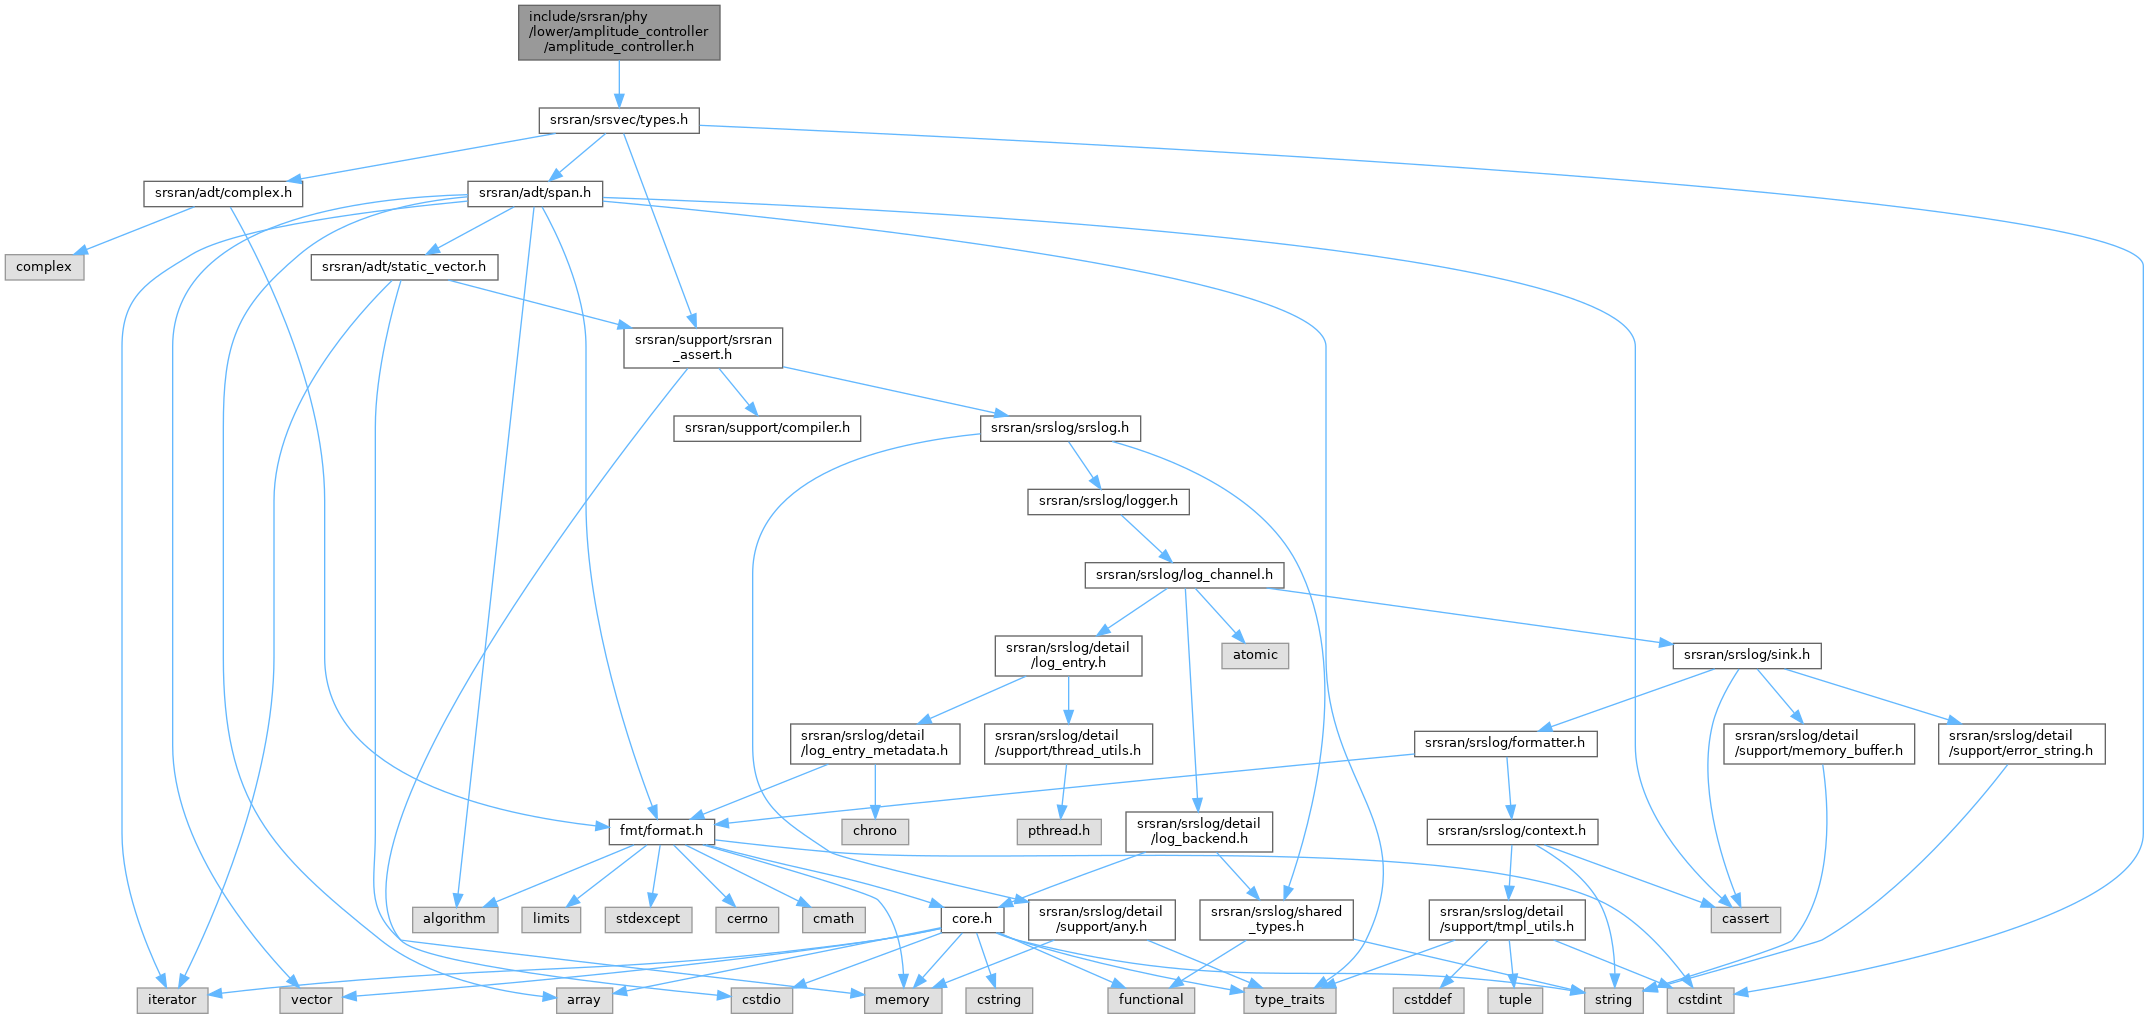 include/srsran/phy
/lower/amplitude_controller
/amplitude_controller.h
srsran/srsvec/types.h
srsran/adt/complex.h
srsran/adt/span.h
complex
srsran/adt/static_vector.h
srsran/support/srsran
_assert.h
srsran/support/compiler.h
srsran/srslog/srslog.h
srsran/srslog/logger.h
srsran/srslog/log_channel.h
srsran/srslog/detail
/log_entry.h
atomic
srsran/srslog/sink.h
srsran/srslog/detail
/log_entry_metadata.h
srsran/srslog/detail
/support/thread_utils.h
srsran/srslog/formatter.h
srsran/srslog/detail
/support/memory_buffer.h
srsran/srslog/detail
/support/error_string.h
fmt/format.h
chrono
pthread.h
srsran/srslog/detail
/log_backend.h
srsran/srslog/context.h
algorithm
limits
stdexcept
cerrno
cmath
core.h
srsran/srslog/detail
/support/any.h
srsran/srslog/shared
_types.h
srsran/srslog/detail
/support/tmpl_utils.h
cassert
iterator
vector
array
cstdio
memory
cstring
functional
type_traits
cstddef
tuple
string
cstdint